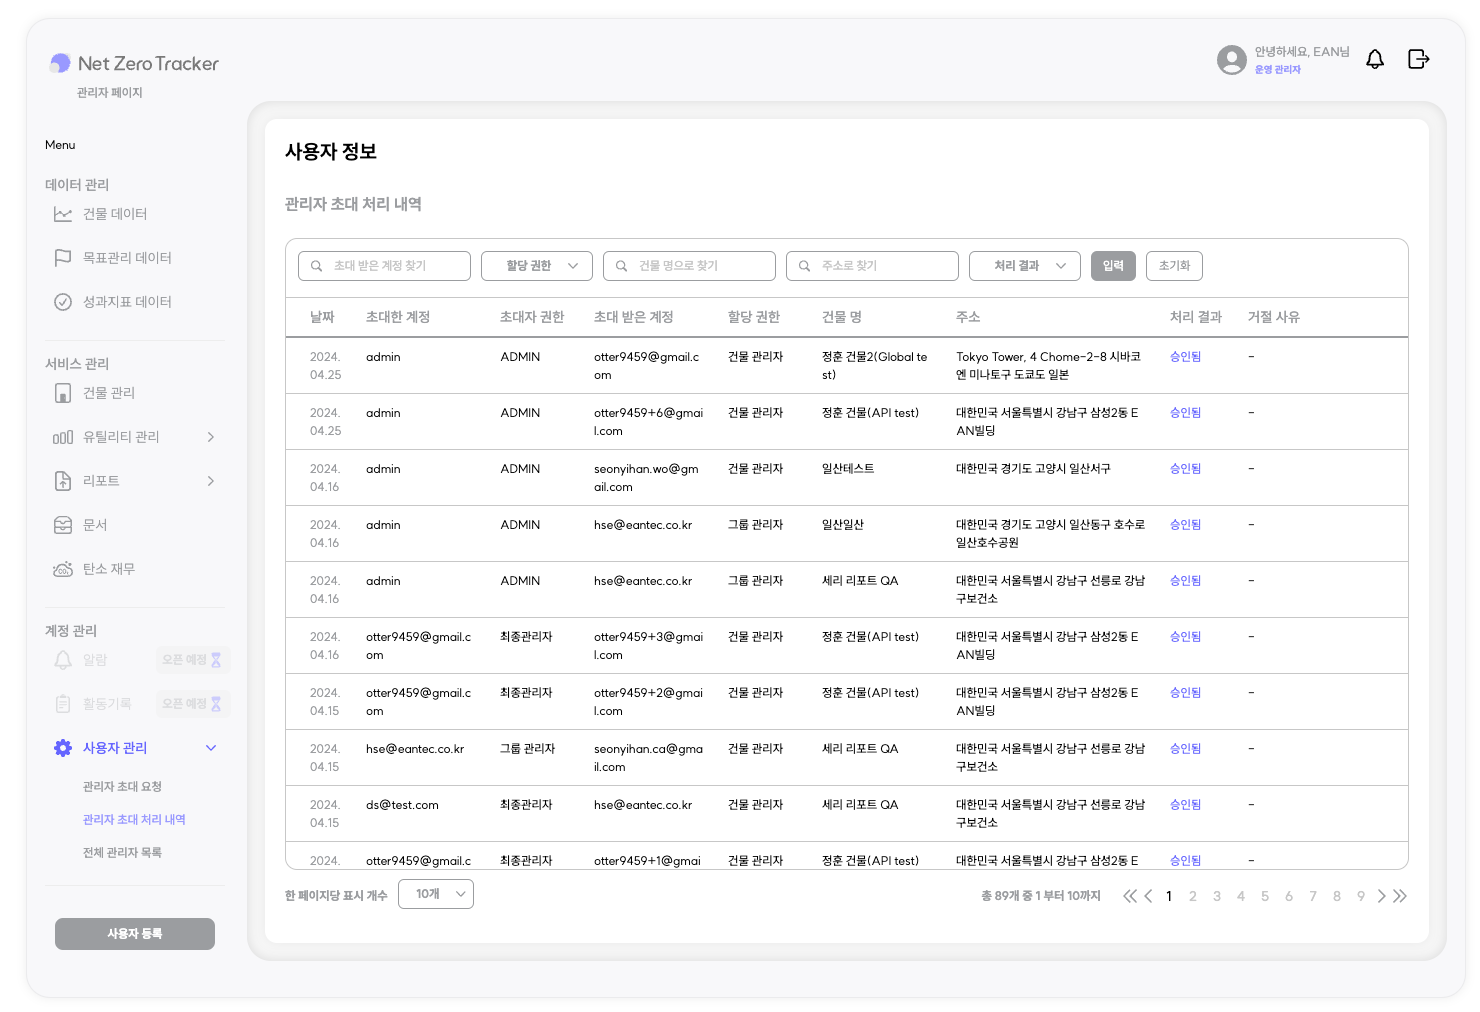 Net Zero Tracker
관리자 페이지
안녕하세요, EAN님
운영 관리자
Menu
데이터 관리
건물 데이터
목표관리 데이터
성과지표 데이터
서비스 관리
건물 관리
유틸리티 관리
리포트
문서
탄소 재무
계정 관리
알람 오픈 예정
활동기록 오픈 예정
사용자 관리
관리자 초대 요청
관리자 초대 처리 내역
전체 관리자 목록
사용자 등록
사용자 정보
관리자 초대 처리 내역
초대 받은 계정 찾기 할당 권한 건물 명으로 찾기 주소로 찾기 처리 결과 입력 초기화
날짜 초대한 계정 초대자 권한 초대 받은 계정 할당 권한 건물 명 주소 처리 결과 거절 사유
2024. admin ADMIN otter9459@gmail.c 건물 관리자 정훈 건물2(Global te Tokyo Tower, 4 Chome-2-8 시바코 승인됨 -
04.25 om st) 엔 미나토구 도쿄도 일본
2024. admin ADMIN otter9459+6@gmai 건물 관리자 정훈 건물(API test) 대한민국 서울특별시 강남구 삼성2동 E 승인됨 -
04.25 l.com AN빌딩
2024. admin ADMIN seonyihan.wo@gm 건물 관리자 일산테스트 대한민국 경기도 고양시 일산서구 승인됨 -
04.16 ail.com
2024. admin ADMIN hse@eantec.co.kr 그룹 관리자 일산일산 대한민국 경기도 고양시 일산동구 호수로 승인됨 -
04.16 일산호수공원
2024. admin ADMIN hse@eantec.co.kr 그룹 관리자 세리 리포트 QA 대한민국 서울특별시 강남구 선릉로 강남 승인됨 -
04.16 구보건소
2024. otter9459@gmail.c 최종관리자 otter9459+3@gmai 건물 관리자 정훈 건물(API test) 대한민국 서울특별시 강남구 삼성2동 E 승인됨 -
04.16 om l.com AN빌딩
2024. otter9459@gmail.c 최종관리자 otter9459+2@gmai 건물 관리자 정훈 건물(API test) 대한민국 서울특별시 강남구 삼성2동 E 승인됨 -
04.15 om l.com AN빌딩
2024. hse@eantec.co.kr 그룹 관리자 seonyihan.ca@gma 건물 관리자 세리 리포트 QA 대한민국 서울특별시 강남구 선릉로 강남 승인됨 -
04.15 il.com 구보건소
2024. ds@test.com 최종관리자 hse@eantec.co.kr 건물 관리자 세리 리포트 QA 대한민국 서울특별시 강남구 선릉로 강남 승인됨 -
04.15 구보건소
2024. otter9459@gmail.c 최종관리자 otter9459+1@gmai 건물 관리자 정훈 건물(API test) 대한민국 서울특별시 강남구 삼성2동 E 승인됨 -
한 페이지당 표시 개수 10개 총 89개 중 1 부터 10까지 1 2 3 4 5 6 7 8 9